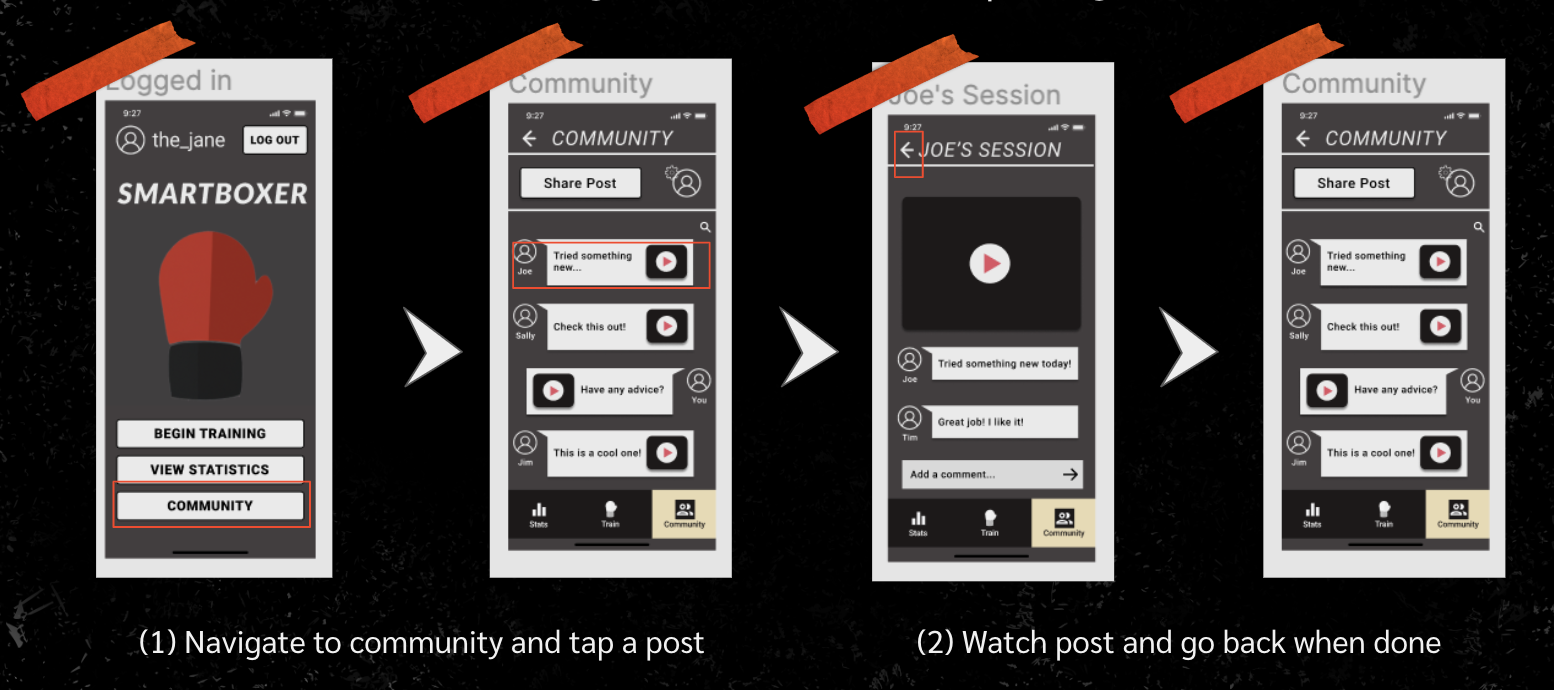 Logged in
9:27
the_jane
LOG OUT
SMARTBOXER
BEGIN TRAINING
VIEW STATISTICS
COMMUNITY
Community
9:27
COMMUNITY
Share Post
Joe
Tried something
new...
Sally
Check this out!
Have any advice?
You
Jim
This is a cool one!
Stats
Train
Community
Joe's Session
9:27
JOE'S SESSION
Joe
Tried something new today!
Tim
Great job! I like it!
Add a comment...
Stats
Train
Community
Community
9:27
COMMUNITY
Share Post
Joe
Tried something
new...
Sally
Check this out!
Have any advice?
You
Jim
This is a cool one!
Stats
Train
Community
(1) Navigate to community and tap a post
(2) Watch post and go back when done